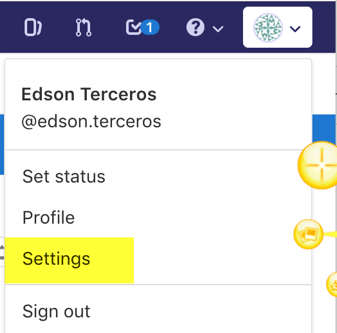 1
?
Edson Terceros
@edson.terceros
Set status
Profile
Settings
Sign out